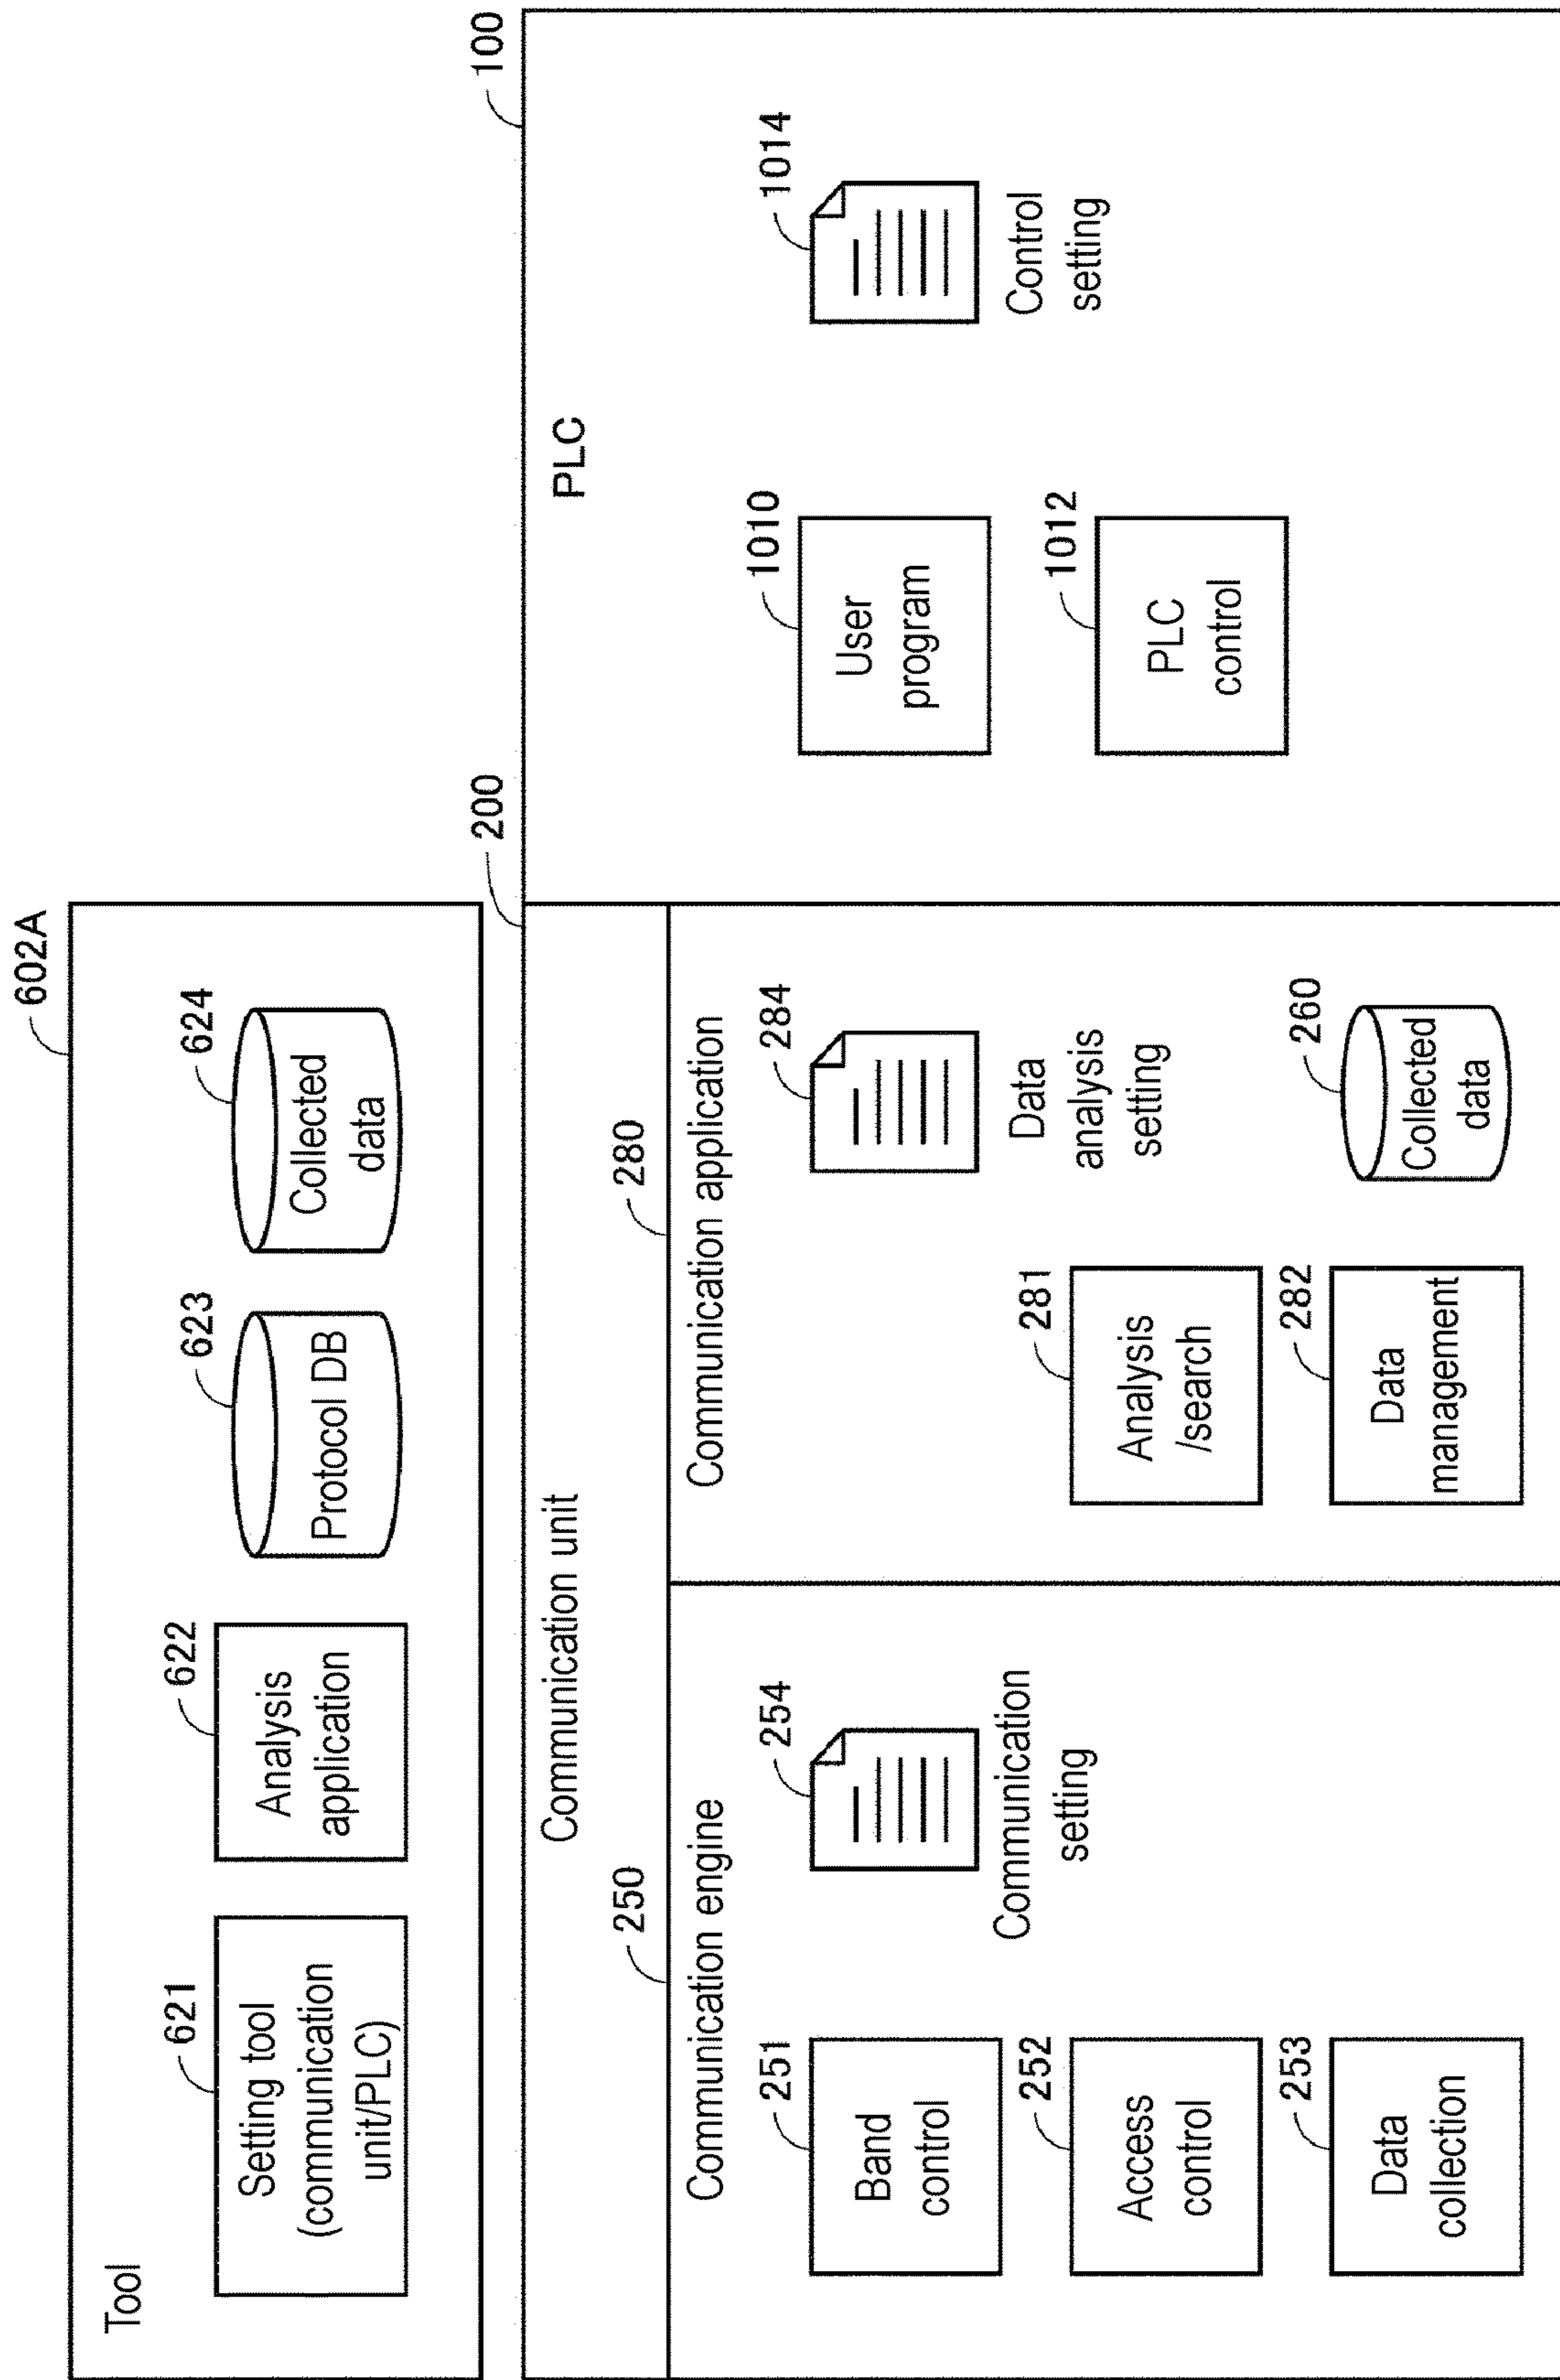 602A
Tool
621
Setting tool
(communication
unit/PLC)
622
Analysis
application
623
Protocol DB
624
Collected
data
200
Communication unit
250
Communication engine
251
Band
control
252
Access
control
253
Data
collection
254
Communication
setting
280
Communication application
281
Analysis
/search
282
Data
management
284
Data
analysis
setting
260
Collected
data
100
PLC
1010
User
program
1012
PLC
control
1014
Control
setting